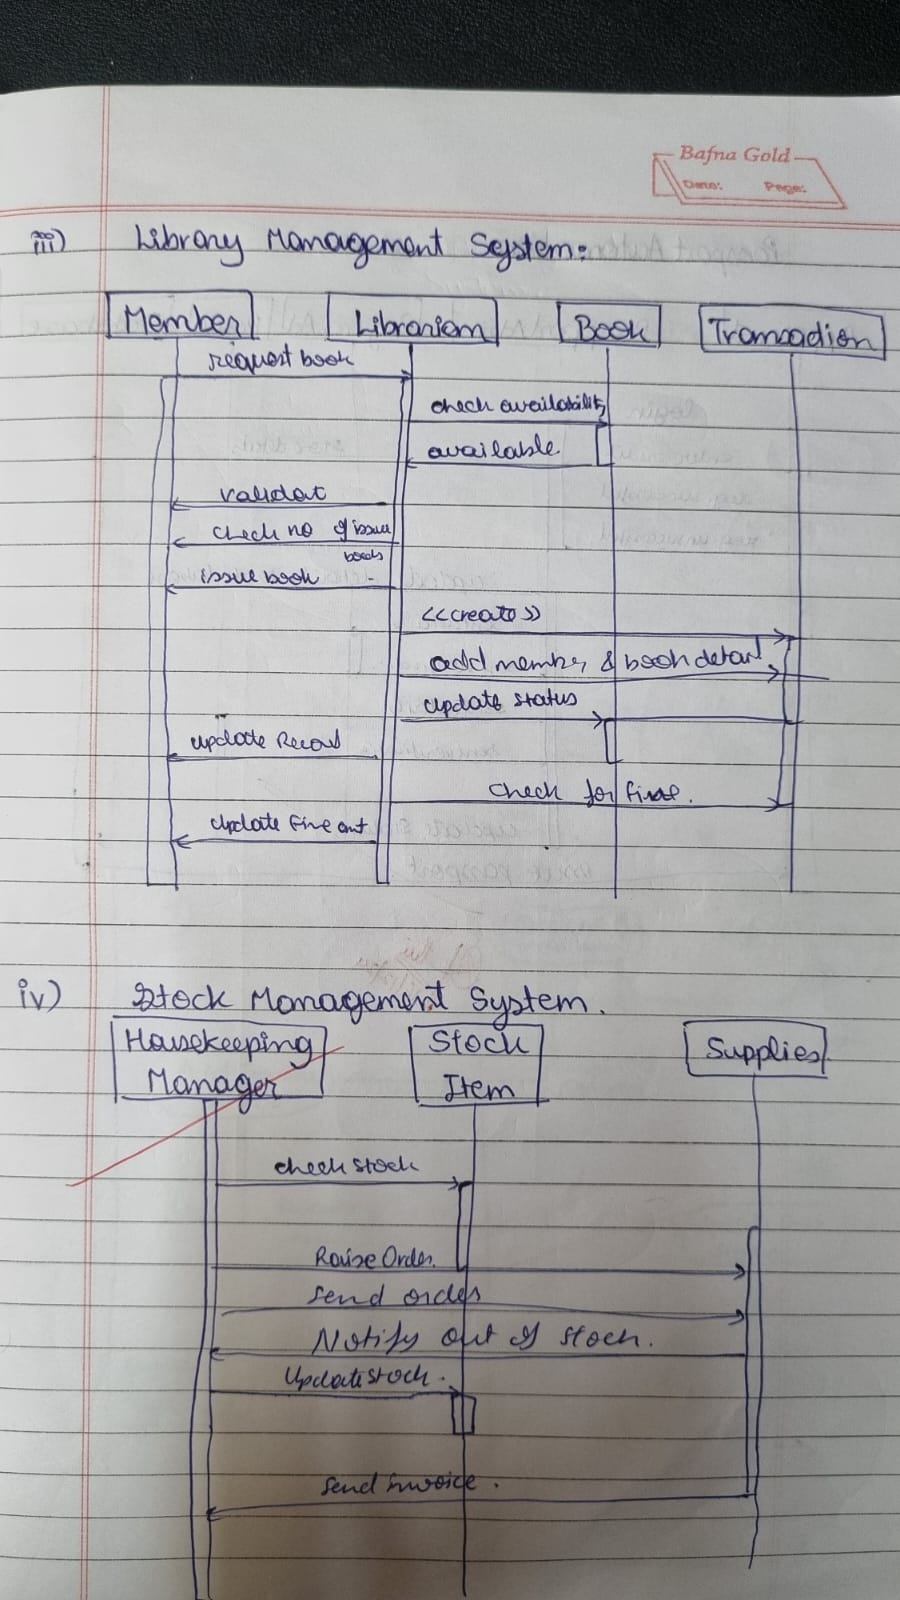 Bafna Gold
Date: Page:
iii) Library Management System:
Member Librariam Book Tramsadion
request book
check availability
available
validat
check no of issue
books
issue book
<<create>>
add member & book detail
update status
update Record
check for fine.
update Fine amt
iv) Stock Management System.
Housekeeping
Manager
Stock
Item
Supplies
check stock
Raise Order.
send order
Notify out of stock.
Update stock.
send invoice.